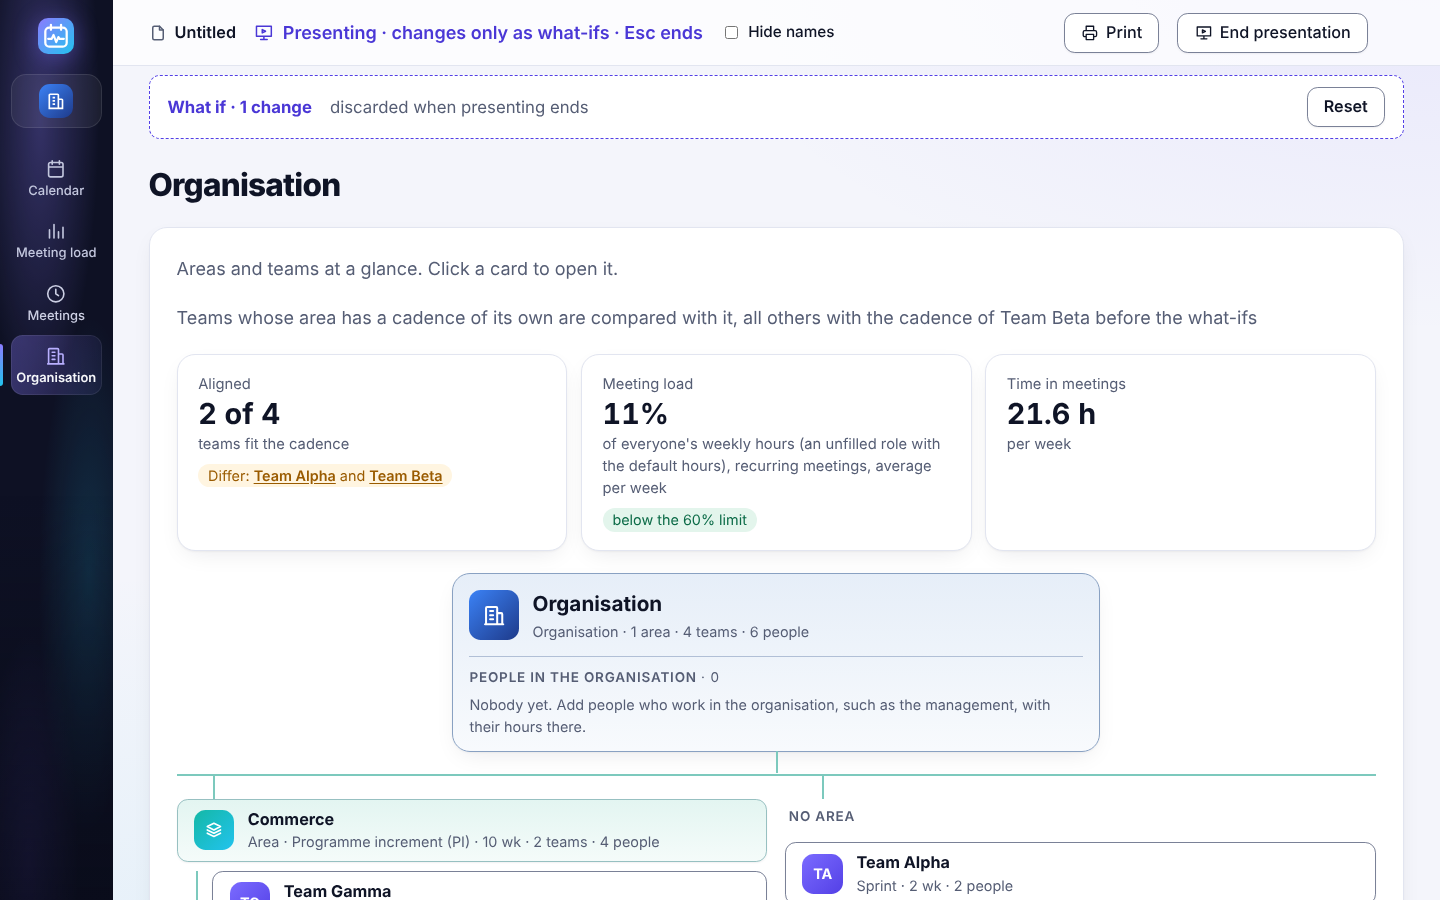 Untitled
Presenting · changes only as what-ifs · Esc ends
Hide names
Print
End presentation
What if · 1 change
discarded when presenting ends
Reset
Calendar
Meeting load
Meetings
Organisation
Organisation
Areas and teams at a glance. Click a card to open it.
Teams whose area has a cadence of its own are compared with it, all others with the cadence of Team Beta before the what-ifs
Aligned
2 of 4
teams fit the cadence
Differ: Team Alpha and Team Beta
Meeting load
11%
of everyone's weekly hours (an unfilled role with
the default hours), recurring meetings, average
per week
below the 60% limit
Time in meetings
21.6 h
per week
Organisation
Organisation · 1 area · 4 teams · 6 people
PEOPLE IN THE ORGANISATION · 0
Nobody yet. Add people who work in the organisation, such as the management, with
their hours there.
Commerce
Area · Programme increment (PI) · 10 wk · 2 teams · 4 people
Team Gamma
NO AREA
TA
Team Alpha
Sprint · 2 wk · 2 people